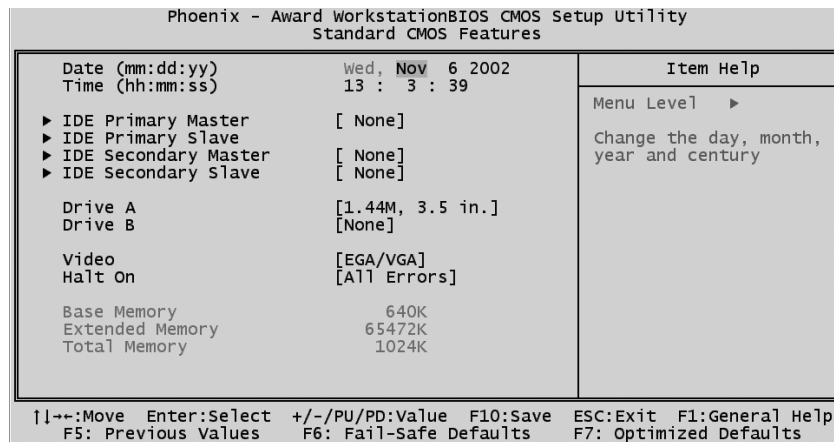 Phoenix - Award WorkstationBIOS CMOS Setup Utility
Standard CMOS Features
Date (mm:dd:yy) Wed, Nov 6 2002
Time (hh:mm:ss) 13 : 3 : 39
▶ IDE Primary Master [ None]
▶ IDE Primary Slave
▶ IDE Secondary Master [ None]
▶ IDE Secondary Slave [ None]
Drive A [1.44M, 3.5 in.]
Drive B [None]
Video [EGA/VGA]
Halt On [All Errors]
Base Memory 640K
Extended Memory 65472K
Total Memory 1024K
Item Help
Menu Level ▶
Change the day, month,
year and century
↑↓→←:Move Enter:Select +/-/PU/PD:Value F10:Save ESC:Exit F1:General Help
F5: Previous Values F6: Fail-Safe Defaults F7: Optimized Defaults